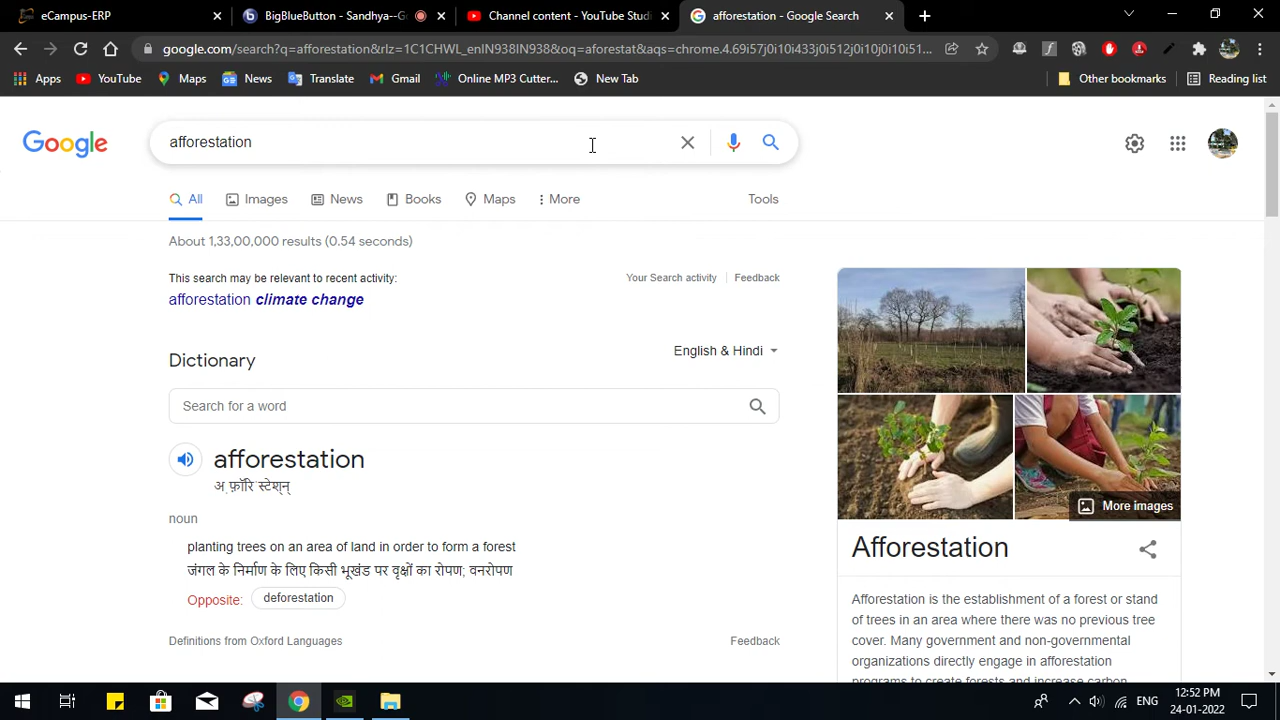 eCampus-ERP
BigBlueButton - Sandhya--G
Channel content - YouTube Studi
afforestation - Google Search
google.com/search?q=afforestation&rlz=1C1CHWL_enIN938IN938&oq=aforestat&aqs=chrome.4.69i57j0i10i433j0i512j0i10j0i10i51...
Apps
YouTube
Maps
News
Translate
Gmail
Online MP3 Cutter...
New Tab
Other bookmarks
Reading list
Google
afforestation
All
Images
News
Books
Maps
More
Tools
About 1,33,00,000 results (0.54 seconds)
This search may be relevant to recent activity:
Your Search activity
Feedback
afforestation climate change
Dictionary
English & Hindi
Search for a word
afforestation
अ फ़ॉरि स्टेश्न्
noun
planting trees on an area of land in order to form a forest
जंगल के निर्माण के लिए किसी भूखंड पर वृक्षों का रोपण; वनरोपण
Opposite: deforestation
Definitions from Oxford Languages
Feedback
More images
Afforestation
Afforestation is the establishment of a forest or stand
of trees in an area where there was no previous tree
cover. Many government and non-governmental
organizations directly engage in afforestation
programs to create forests and increase carbon
ENG
12:52 PM
24-01-2022